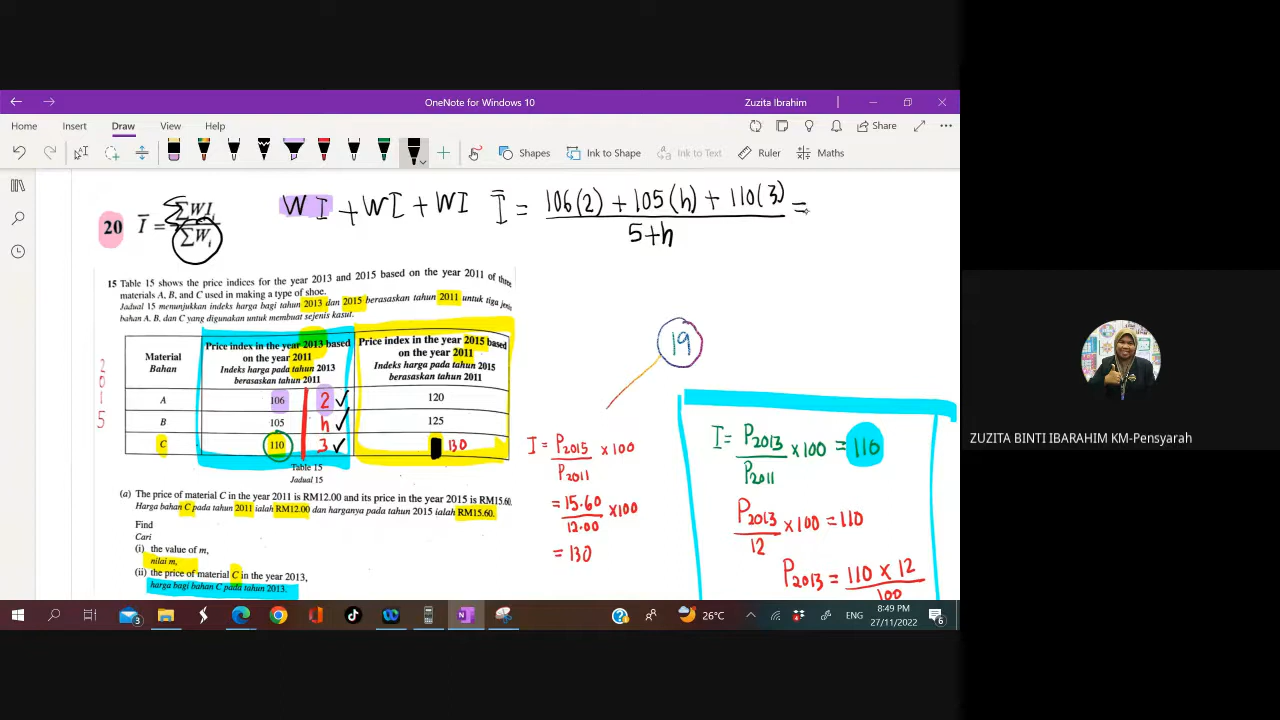 OneNote for Windows 10
Zuzita Ibrahim
Home Insert Draw View Help
Share
Shapes Ink to Shape Ink to Text Ruler Maths
20 Ī = ΣWIᵢ / ΣWᵢ
WI + WI + WI Ī = 106(2) + 105(h) + 110(3) =
5+h
15 Table 15 shows the price indices for the year 2013 and 2015 based on the year 2011 of three
materials A, B, and C used in making a type of shoe.
Jadual 15 menunjukkan indeks harga bagi tahun 2013 dan 2015 berasaskan tahun 2011 untuk tiga jenis
bahan A, B, dan C yang digunakan untuk membuat sejenis kasut.
2015
Material
Bahan
Price index in the year 2013 based
on the year 2011
Indeks harga pada tahun 2013
berasaskan tahun 2011
Price index in the year 2015 based
on the year 2011
Indeks harga pada tahun 2015
berasaskan tahun 2011
A 106 2 ✓ 120
B 105 h ✓ 125
C 110 3 ✓ 130
Table 15
Jadual 15
(a) The price of material C in the year 2011 is RM12.00 and its price in the year 2015 is RM15.60.
Harga bahan C pada tahun 2011 ialah RM12.00 dan harganya pada tahun 2015 ialah RM15.60.
Find
Cari
(i) the value of m,
nilai m,
(ii) the price of material C in the year 2013,
harga bagi bahan C pada tahun 2013.
19
I = P2015 × 100
P2011
= 15.60 × 100
12.00
= 130
I = P2013 × 100 = 110
P2011
P2013 × 100 = 110
12
P2013 = 110 × 12
100
ZUZITA BINTI IBARAHIM KM-Pensyarah
3
26°C
ENG
8:49 PM
27/11/2022
6